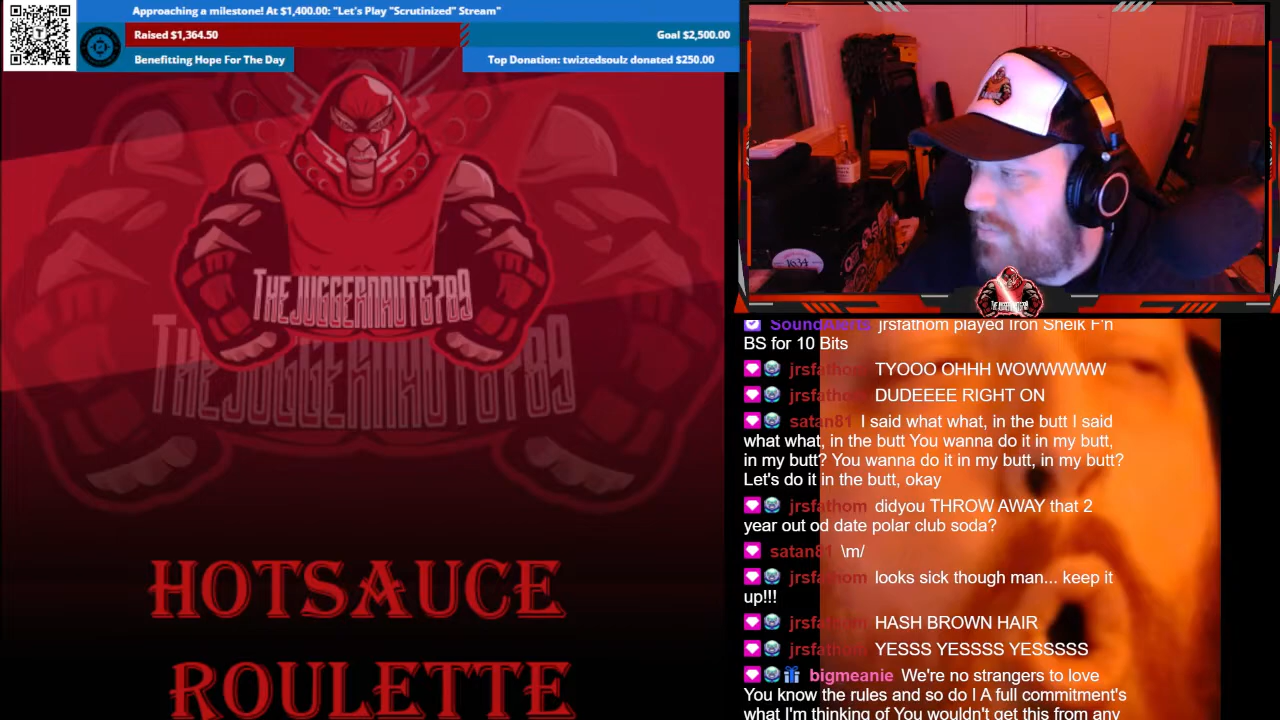 Approaching a milestone! At $1,400.00: "Let's Play "Scrutinized" Stream"
Raised $1,364.50
Goal $2,500.00
Benefitting Hope For The Day
Top Donation: twiztedsoulz donated $250.00
THEJUGGERNAUT6789
THEJUGGERNAUT6789
HOTSAUCE
ROULETTE
1634
SoundAlerts jrsfathom played Iron Sheik F'n
BS for 10 Bits
jrsfathom TYOOO OHHH WOWWWWW
jrsfathom DUDEEEE RIGHT ON
satan81 I said what what, in the butt I said
what what, in the butt You wanna do it in my butt,
in my butt? You wanna do it in my butt, in my butt?
Let's do it in the butt, okay
jrsfathom didyou THROW AWAY that 2
year out od date polar club soda?
satan81 \m/
jrsfathom looks sick though man... keep it
up!!!
jrsfathom HASH BROWN HAIR
jrsfathom YESSS YESSSS YESSSSS
bigmeanie We're no strangers to love
You know the rules and so do I A full commitment's
what I'm thinking of You wouldn't get this from any